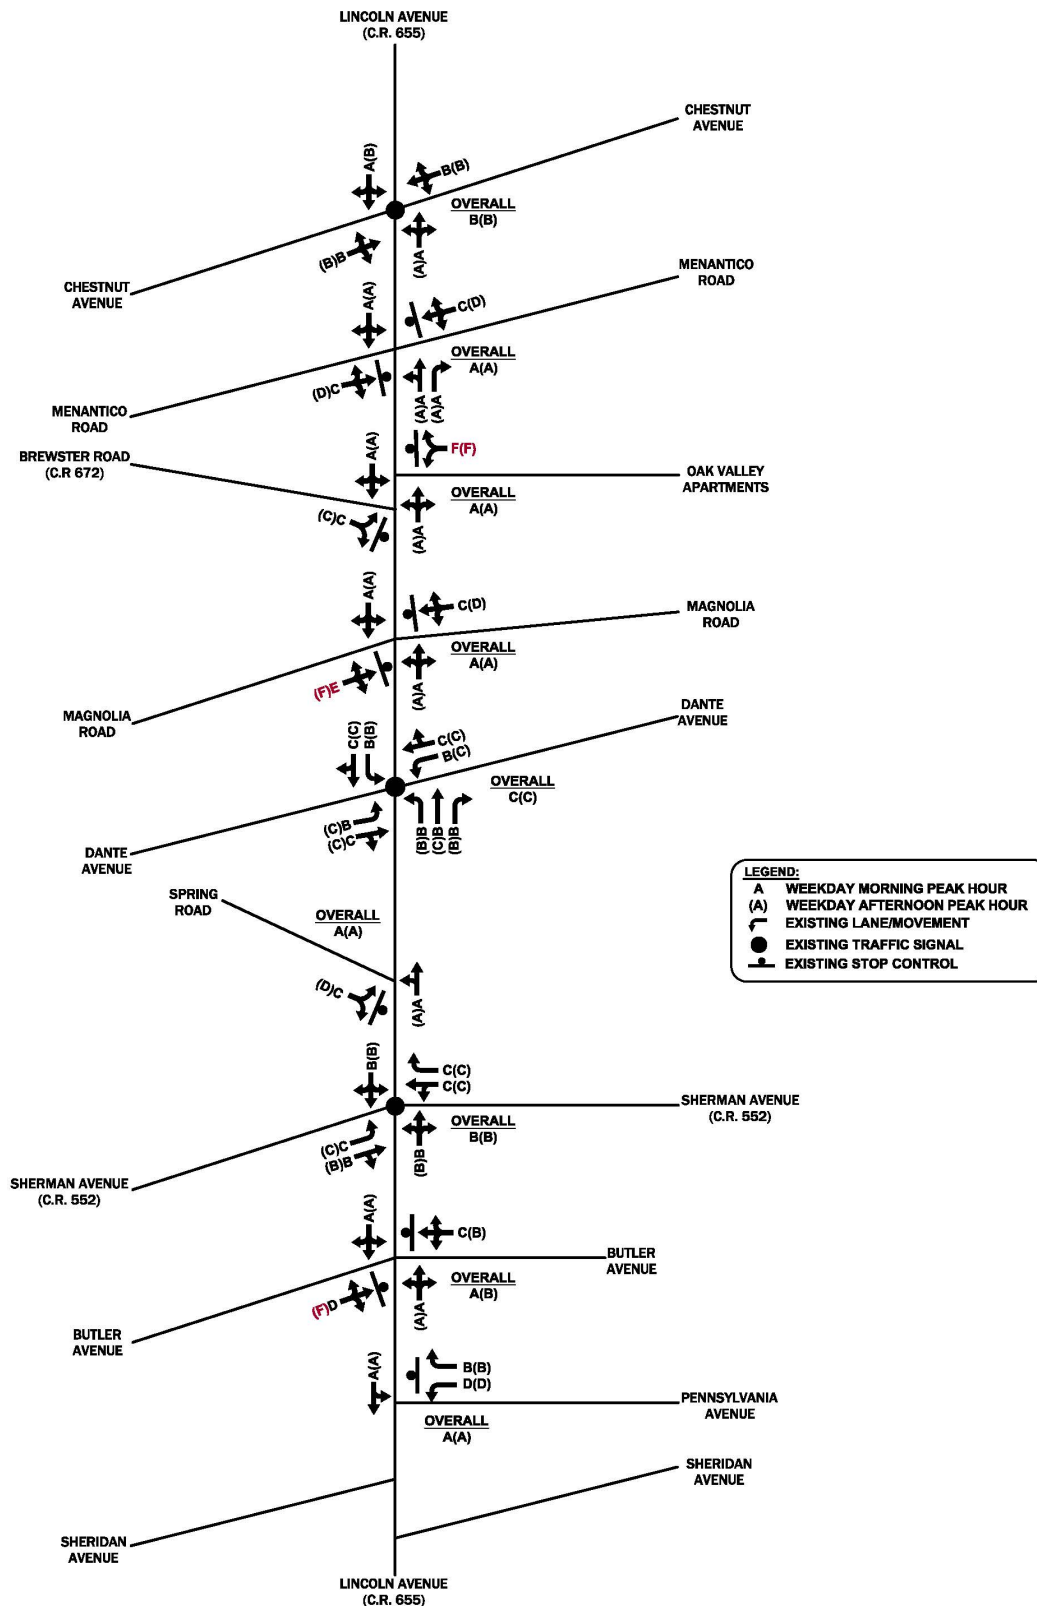 LINCOLN AVENUE
(C.R. 655)
CHESTNUT
AVENUE
A(B)
B(B)
OVERALL
B(B)
(B)B
(A)A
CHESTNUT
AVENUE
MENANTICO
ROAD
A(A)
C(D)
OVERALL
A(A)
(D)C
(A)A
(A)A
MENANTICO
ROAD
BREWSTER ROAD
(C.R 672)
A(A)
F(F)
OAK VALLEY
APARTMENTS
OVERALL
A(A)
(C)C
(A)A
A(A)
C(D)
MAGNOLIA
ROAD
OVERALL
A(A)
(F)E
(A)A
MAGNOLIA
ROAD
DANTE
AVENUE
C(C)
B(B)
C(C)
B(C)
OVERALL
C(C)
(C)B
(C)C
(B)B
(C)B
(B)B
DANTE
AVENUE
LEGEND:
A WEEKDAY MORNING PEAK HOUR
(A) WEEKDAY AFTERNOON PEAK HOUR
EXISTING LANE/MOVEMENT
EXISTING TRAFFIC SIGNAL
EXISTING STOP CONTROL
SPRING
ROAD
OVERALL
A(A)
(D)C
(A)A
B(B)
C(C)
C(C)
SHERMAN AVENUE
(C.R. 552)
OVERALL
B(B)
(C)C
(B)B
(B)B
SHERMAN AVENUE
(C.R. 552)
A(A)
C(B)
BUTLER
AVENUE
OVERALL
A(B)
(F)D
(A)A
BUTLER
AVENUE
A(A)
B(B)
D(D)
PENNSYLVANIA
AVENUE
OVERALL
A(A)
SHERIDAN
AVENUE
SHERIDAN
AVENUE
LINCOLN AVENUE
(C.R. 655)